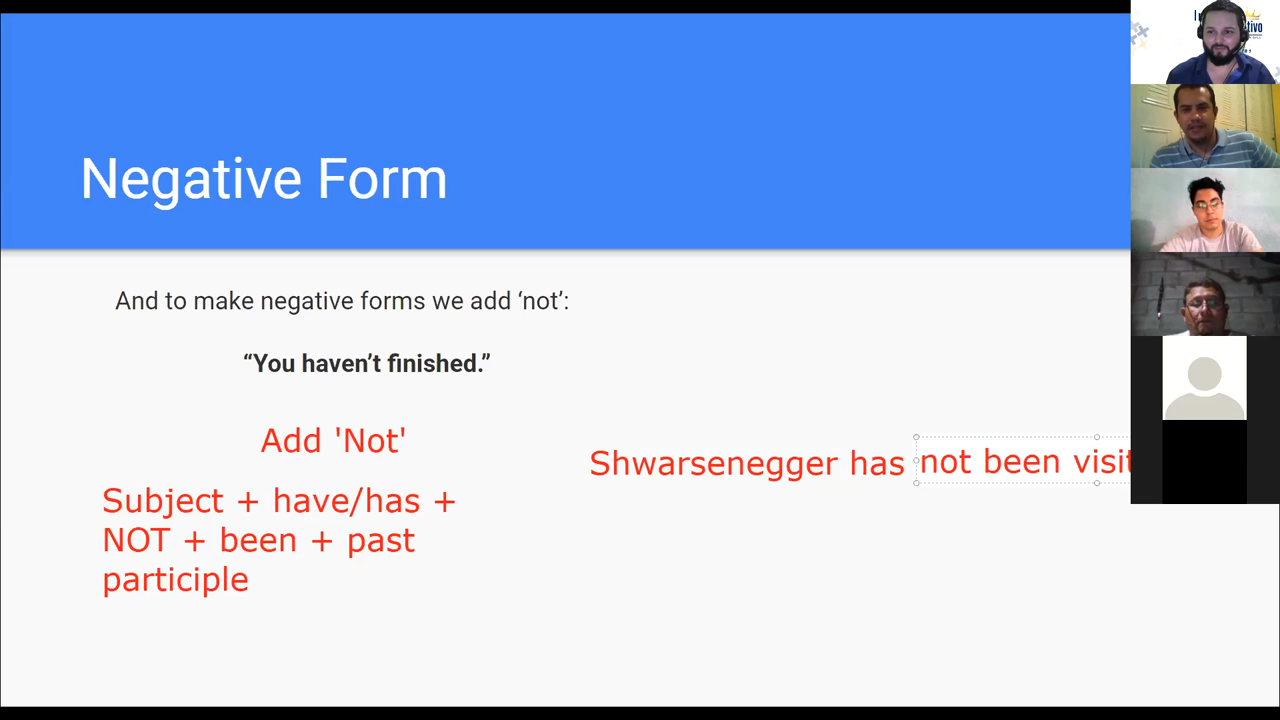 Negative Form
And to make negative forms we add ‘not’:
“You haven’t finished.”
Add 'Not'
Shwarsenegger has not been visit
Subject + have/has +
NOT + been + past
participle